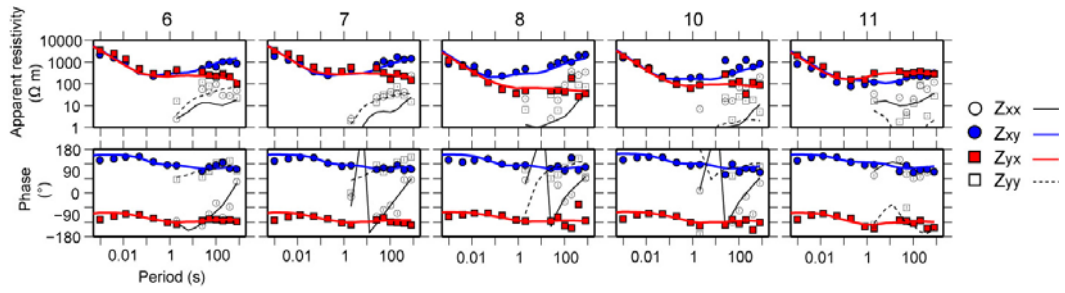 6 7 8 10 11
Apparent resistivity
(Ω m)
10000
1000
100
10
1
Zxx
Zxy
Zyx
Zyy
Phase
(°)
180
90
0
−90
−180
0.01 1 100 0.01 1 100 0.01 1 100 0.01 1 100 0.01 1 100
Period (s)